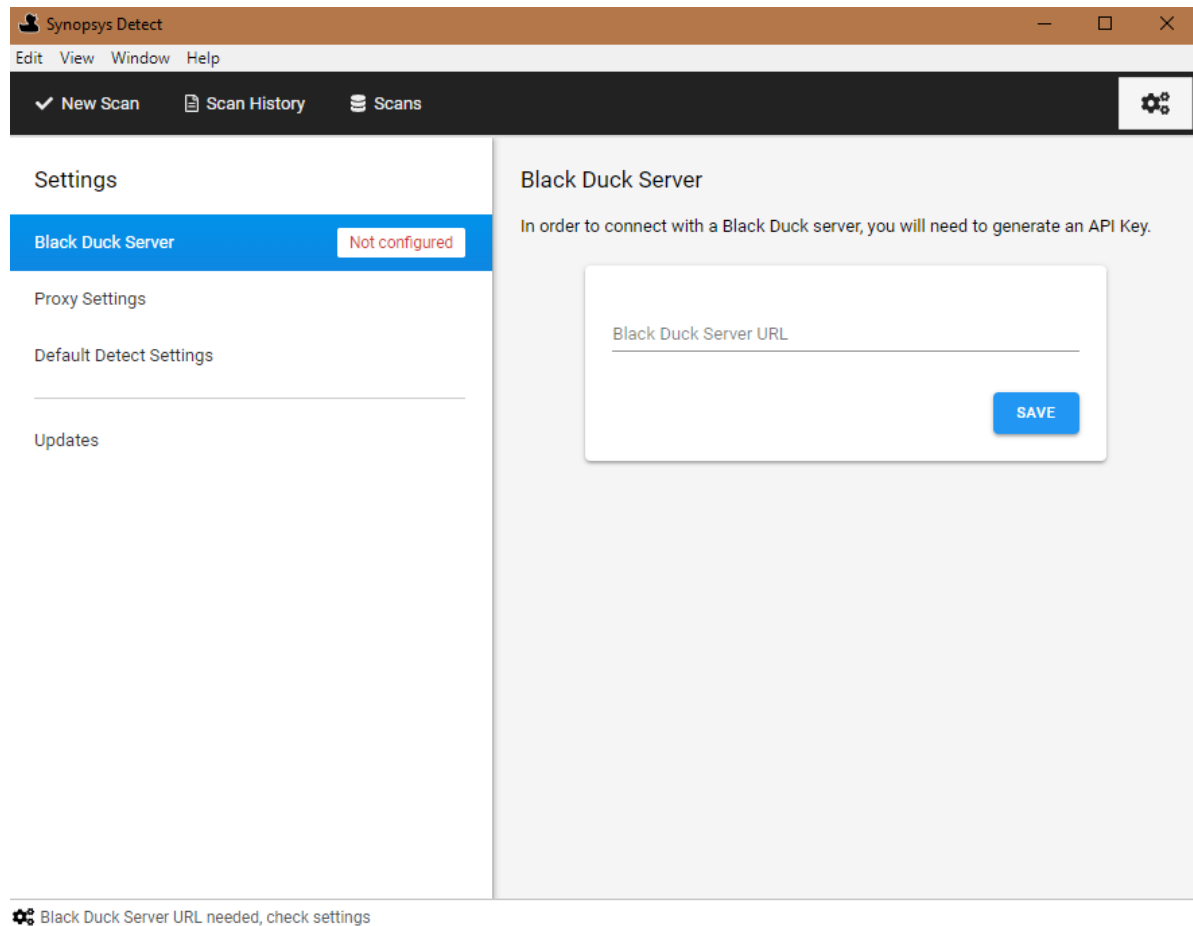 Synopsys Detect
Edit View Window Help
New Scan Scan History Scans
Settings
Black Duck Server Not configured
Proxy Settings
Default Detect Settings
Updates
Black Duck Server
In order to connect with a Black Duck server, you will need to generate an API Key.
Black Duck Server URL
SAVE
Black Duck Server URL needed, check settings